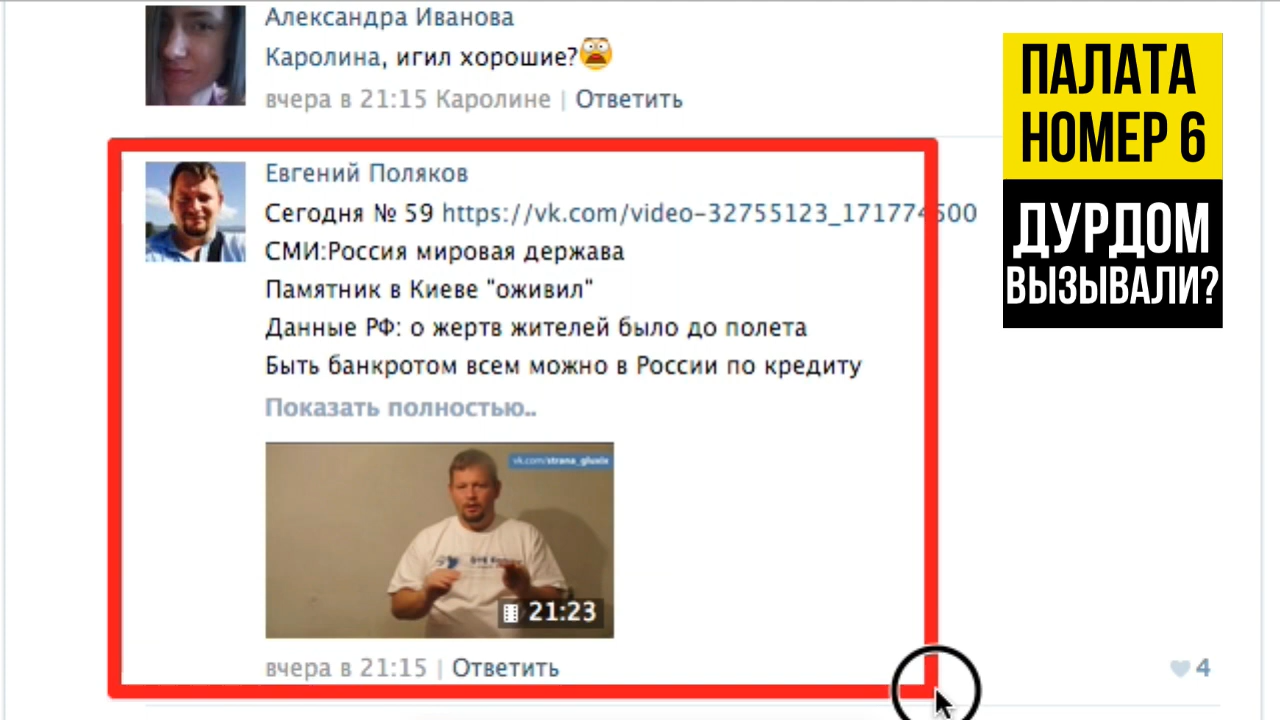 Александра Иванова
Каролина, игил хорошие?
вчера в 21:15 Каролине | Ответить
Евгений Поляков
Сегодня № 59 https://vk.com/video-32755123_171774500
СМИ:Россия мировая держава
Памятник в Киеве "оживил"
Данные РФ: о жертв жителей было до полета
Быть банкротом всем можно в России по кредиту
Показать полностью..
vk.com/strana_gluxix
21:23
вчера в 21:15 | Ответить
4
ПАЛАТА
НОМЕР 6
ДУРДОМ
ВЫЗЫВАЛИ?